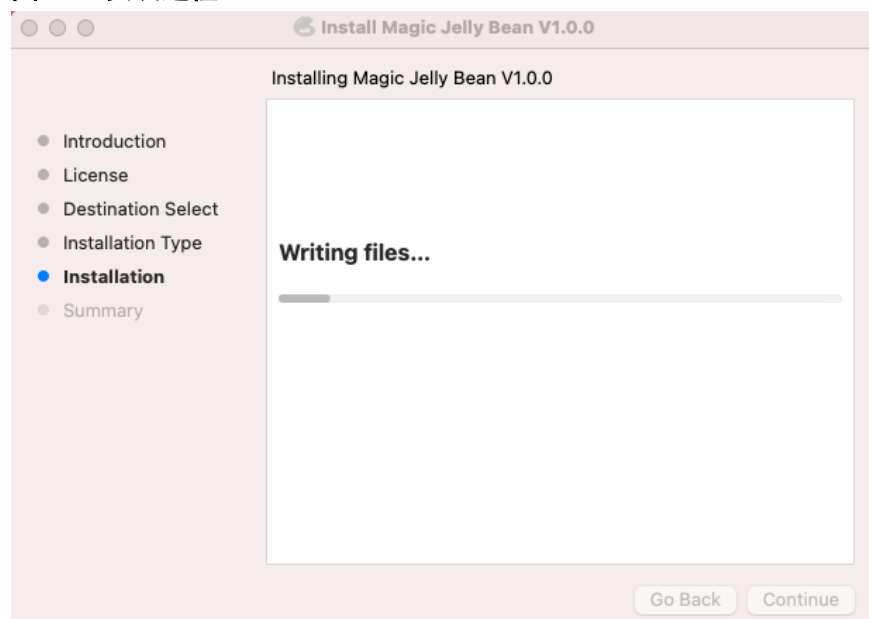 Install Magic Jelly Bean V1.0.0
Installing Magic Jelly Bean V1.0.0
Introduction
License
Destination Select
Installation Type
Installation
Summary
Writing files...
Go Back
Continue